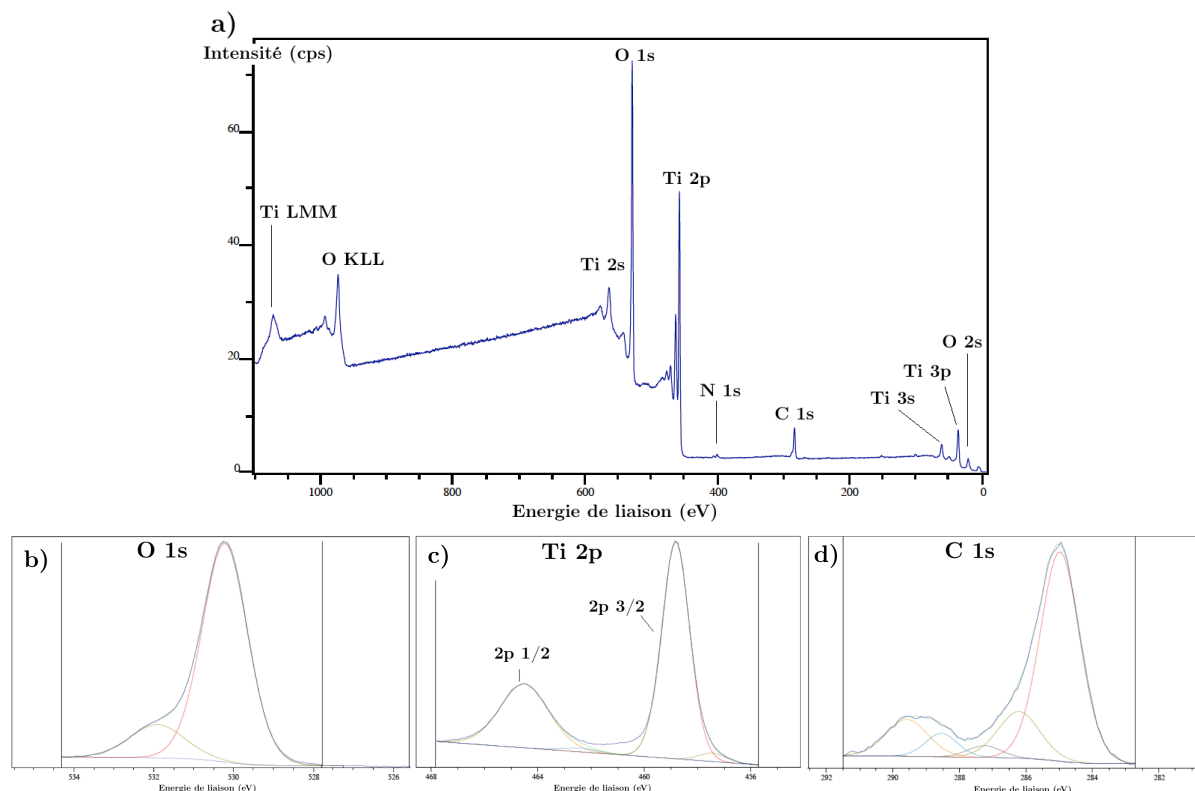 a)
Intensité (cps)
O 1s
60
Ti 2p
Ti LMM
40
O KLL
Ti 2s
O 2s
20
Ti 3p
N 1s
Ti 3s
C 1s
0
1000 800 600 400 200 0
Energie de liaison (eV)
b) O 1s
c) Ti 2p
d) C 1s
2p 3/2
2p 1/2
534 532 530 528 526
468 464 460 456
292 290 288 286 284 282
Energie de liaison (eV)
Energie de liaison (eV)
Energie de liaison (eV)